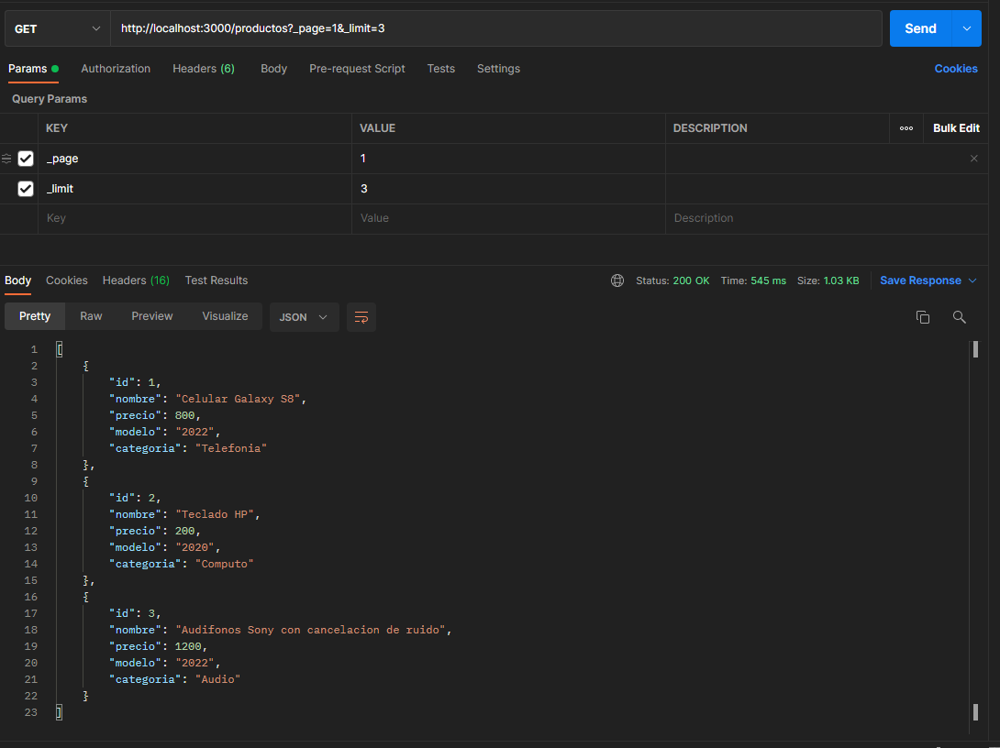 GET http://localhost:3000/productos?_page=1&_limit=3 Send
Params Authorization Headers (6) Body Pre-request Script Tests Settings Cookies
Query Params
KEY VALUE DESCRIPTION Bulk Edit
_page 1
_limit 3
Key Value Description
Body Cookies Headers (16) Test Results Status: 200 OK Time: 545 ms Size: 1.03 KB Save Response
Pretty Raw Preview Visualize JSON
1 [
2 {
3 "id": 1,
4 "nombre": "Celular Galaxy S8",
5 "precio": 800,
6 "modelo": "2022",
7 "categoria": "Telefonia"
8 },
9 {
10 "id": 2,
11 "nombre": "Teclado HP",
12 "precio": 200,
13 "modelo": "2020",
14 "categoria": "Computo"
15 },
16 {
17 "id": 3,
18 "nombre": "Audifonos Sony con cancelacion de ruido",
19 "precio": 1200,
20 "modelo": "2022",
21 "categoria": "Audio"
22 }
23 ]